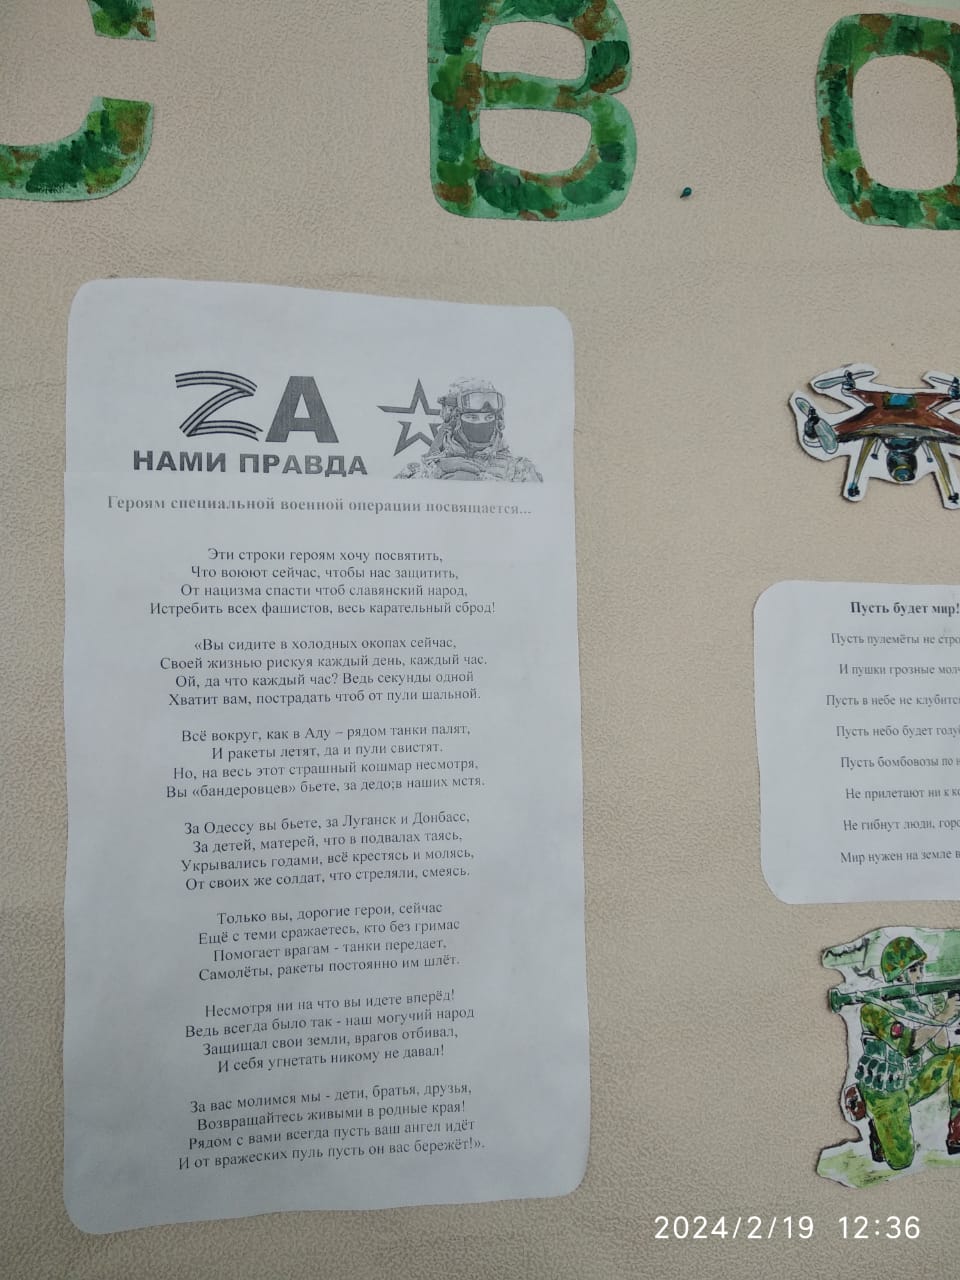 СВО
ZА
НАМИ ПРАВДА
Героям специальной военной операции посвящается...
Эти строки героям хочу посвятить,
Что воюют сейчас, чтобы нас защитить,
От нацизма спасти чтоб славянский народ,
Истребить всех фашистов, весь карательный сброд!
«Вы сидите в холодных окопах сейчас,
Своей жизнью рискуя каждый день, каждый час.
Ой, да что каждый час? Ведь секунды одной
Хватит вам, пострадать чтоб от пули шальной.
Всё вокруг, как в Аду – рядом танки палят,
И ракеты летят, да и пули свистят.
Но, на весь этот страшный кошмар несмотря,
Вы «бандеровцев» бьете, за дедо;в наших мстя.
За Одессу вы бьете, за Луганск и Донбасс,
За детей, матерей, что в подвалах таясь,
Укрывались годами, всё крестясь и молясь,
От своих же солдат, что стреляли, смеясь.
Только вы, дорогие герои, сейчас
Ещё с теми сражаетесь, кто без гримас
Помогает врагам - танки передает,
Самолёты, ракеты постоянно им шлёт.
Несмотря ни на что вы идете вперёд!
Ведь всегда было так - наш могучий народ
Защищал свои земли, врагов отбивал,
И себя угнетать никому не давал!
За вас молимся мы - дети, братья, друзья,
Возвращайтесь живыми в родные края!
Рядом с вами всегда пусть ваш ангел идёт
И от вражеских пуль пусть он вас бережёт!».
Пусть будет мир!
Пусть пулемёты не
И пушки грозные
Пусть в небе не
Пусть небо будет
Пусть бомбовозы по
Не прилетают ни к
Не гибнут люди,
Мир нужен на земле
2024/2/19 12:36